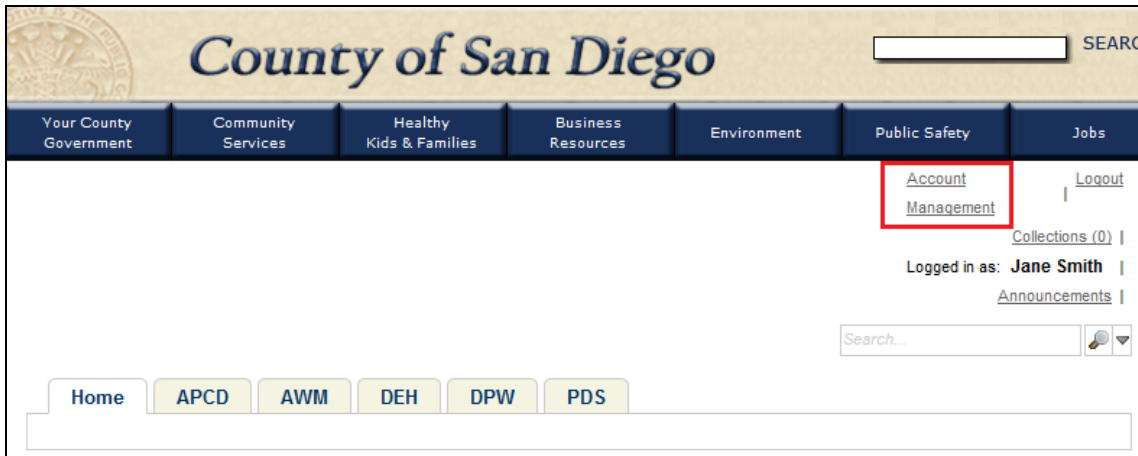 County of San Diego
SEARC
Your County Government
Community Services
Healthy Kids & Families
Business Resources
Environment
Public Safety
Jobs
Account Management
Logout
|
Collections (0) |
Logged in as: Jane Smith |
Announcements |
Search...
Home APCD AWM DEH DPW PDS